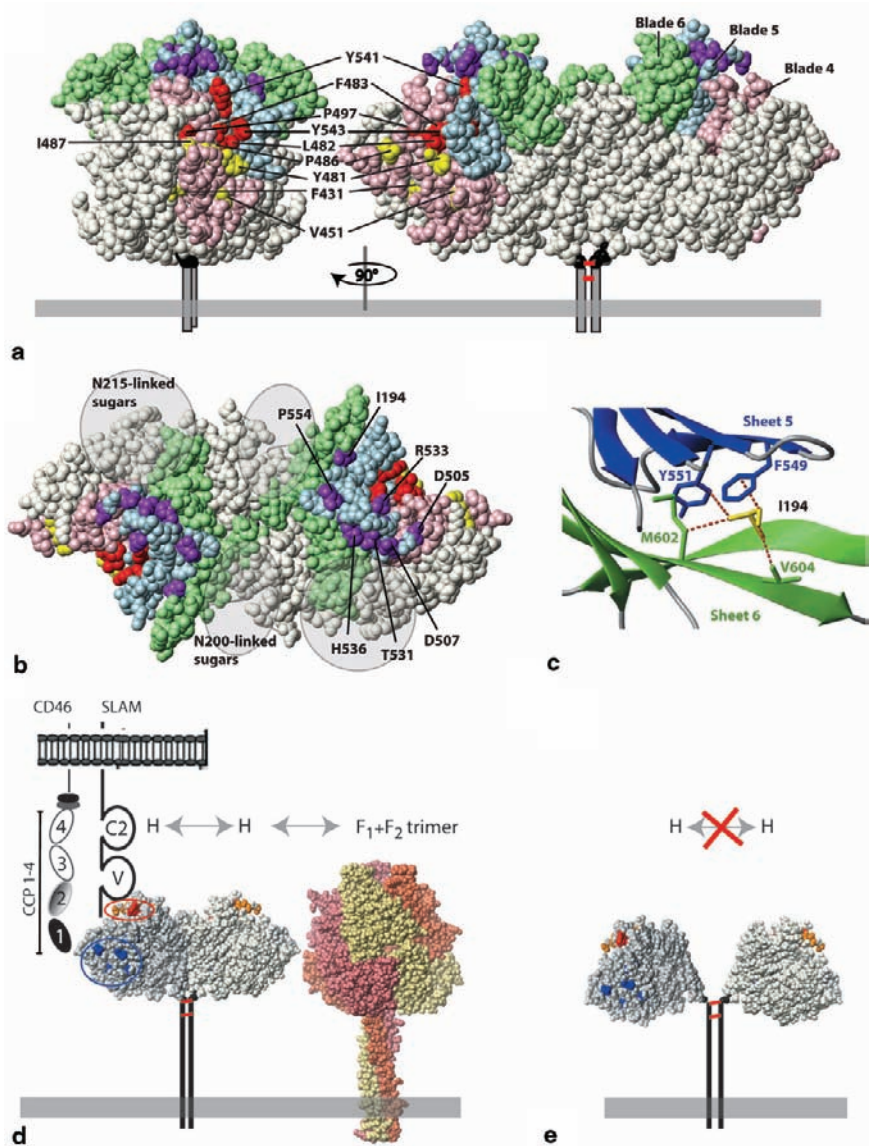 Y541
F483
P497
Y543
L482
P486
Y481
F431
V451
I487
Blade 6
Blade 5
Blade 4
90°
a
N215-linked
sugars
P554
I194
R533
D505
N200-linked
sugars
H536
T531
D507
b
Sheet 5
Y551
F549
I194
M602
V604
Sheet 6
c
CD46
SLAM
CCP 1-4
4
3
2
1
C2
V
H
H
F1+F2 trimer
d
H
H
e